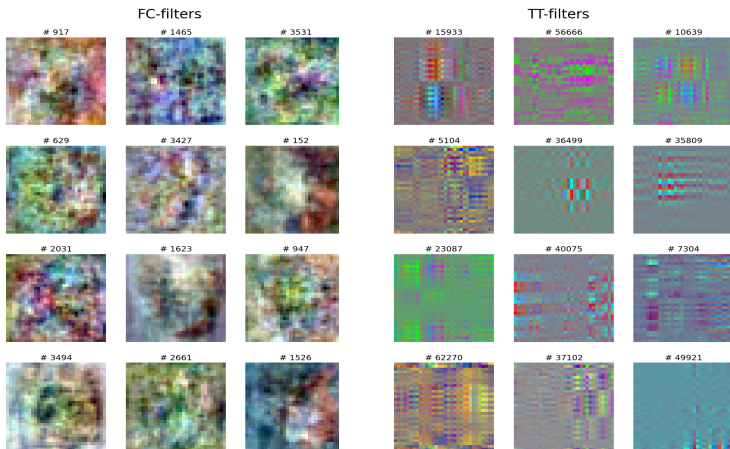 FC-filters
TT-filters
# 917 # 1465 # 3531 # 15933 # 56666 # 10639
# 629 # 3427 # 152 # 5104 # 36499 # 35809
# 2031 # 1623 # 947 # 23087 # 40075 # 7304
# 3494 # 2661 # 1526 # 62270 # 37102 # 49921